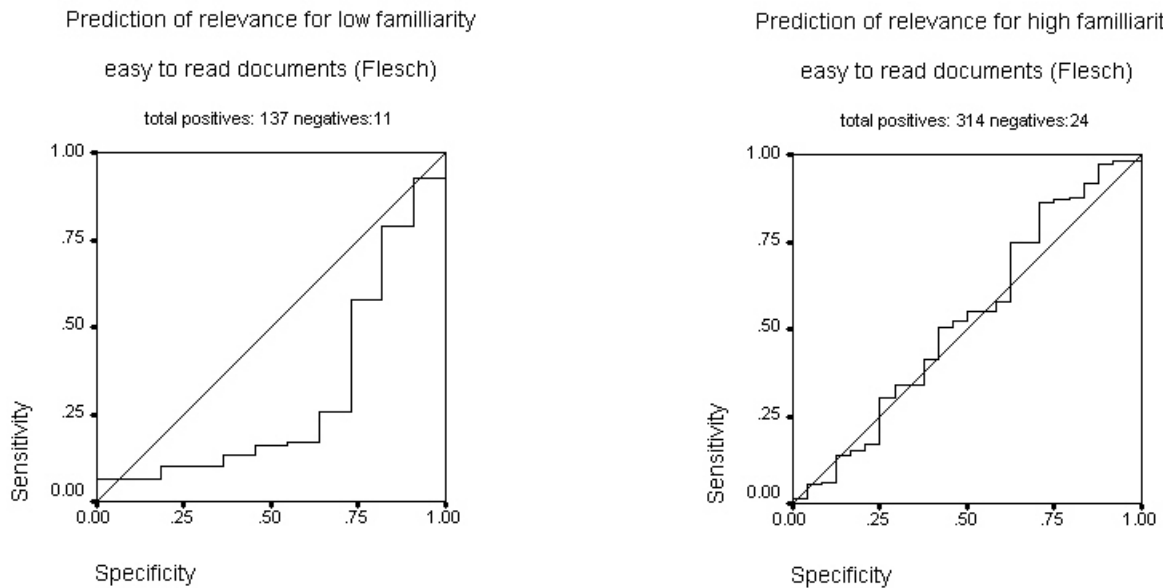 Prediction of relevance for low familliarity
easy to read documents (Flesch)
total positives: 137 negatives:11
1.00
.75
.50
.25
0.00
Sensitivity
0.00 .25 .50 .75 1.00
Specificity
Prediction of relevance for high familliarit
easy to read documents (Flesch)
total positives: 314 negatives:24
1.00
.75
.50
.25
0.00
Sensitivity
0.00 .25 .50 .75 1.00
Specificity